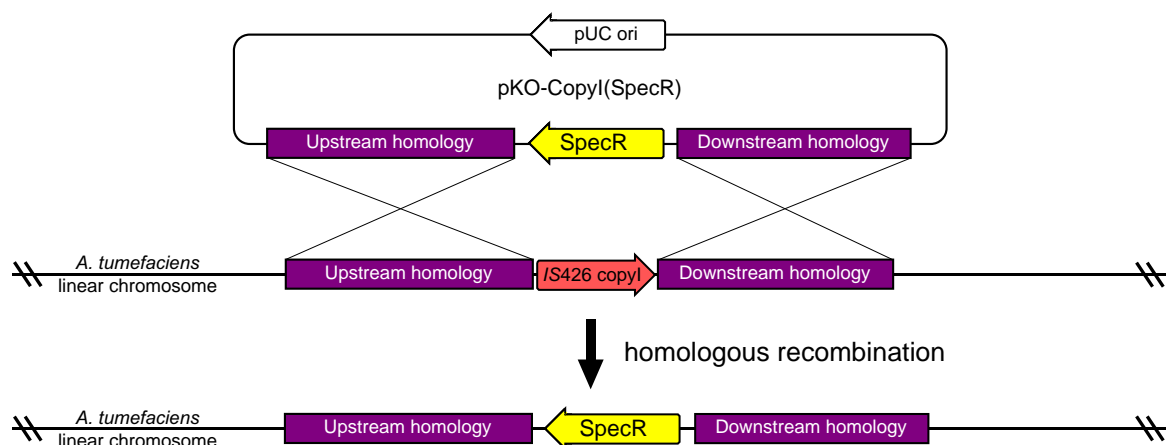 pUC ori
pKO-CopyI(SpecR)
Upstream homology
SpecR
Downstream homology
A. tumefaciens
linear chromosome
Upstream homology
IS426 copyI
Downstream homology
homologous recombination
A. tumefaciens
linear chromosome
Upstream homology
SpecR
Downstream homology